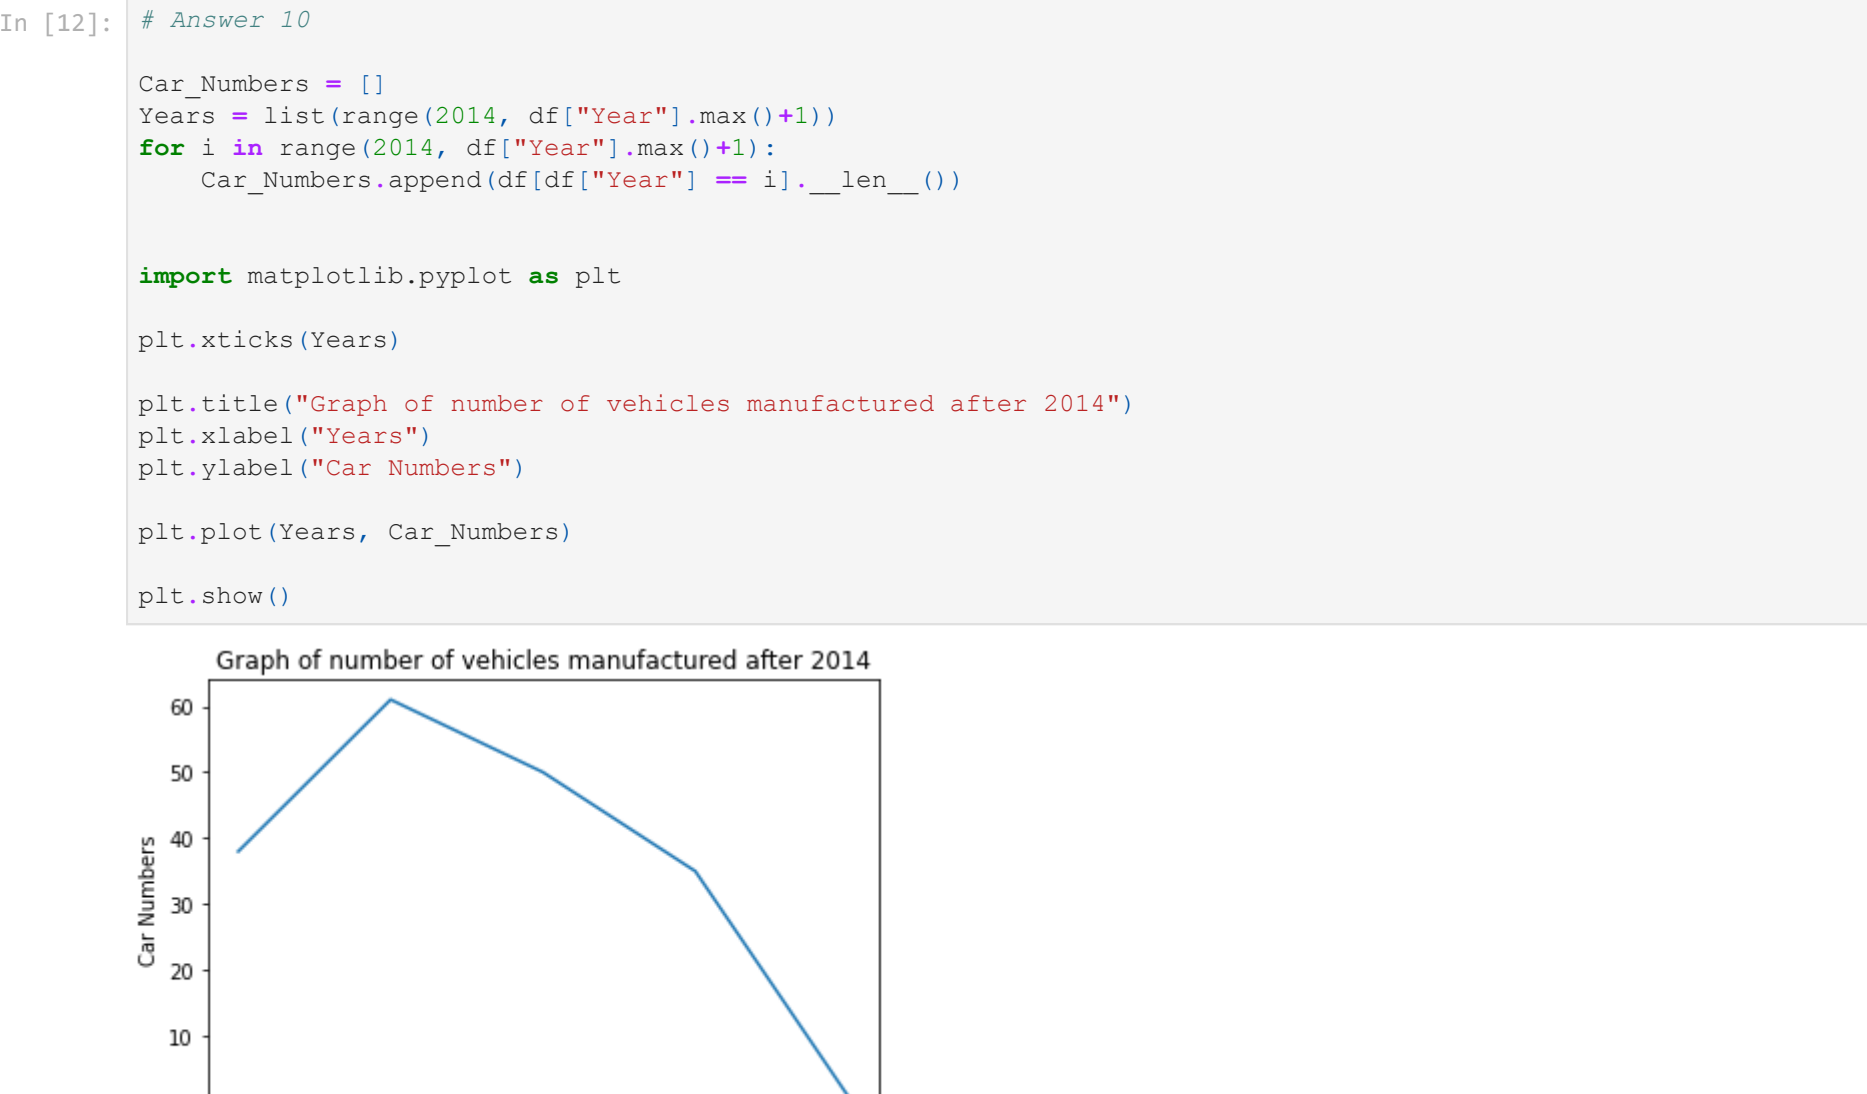 In [12]:
# Answer 10
Car_Numbers = []
Years = list(range(2014, df["Year"].max()+1))
for i in range(2014, df["Year"].max()+1):
    Car_Numbers.append(df[df["Year"] == i].__len__())
import matplotlib.pyplot as plt
plt.xticks(Years)
plt.title("Graph of number of vehicles manufactured after 2014")
plt.xlabel("Years")
plt.ylabel("Car Numbers")
plt.plot(Years, Car_Numbers)
plt.show()
Graph of number of vehicles manufactured after 2014
60
50
40
30
20
10
Car Numbers